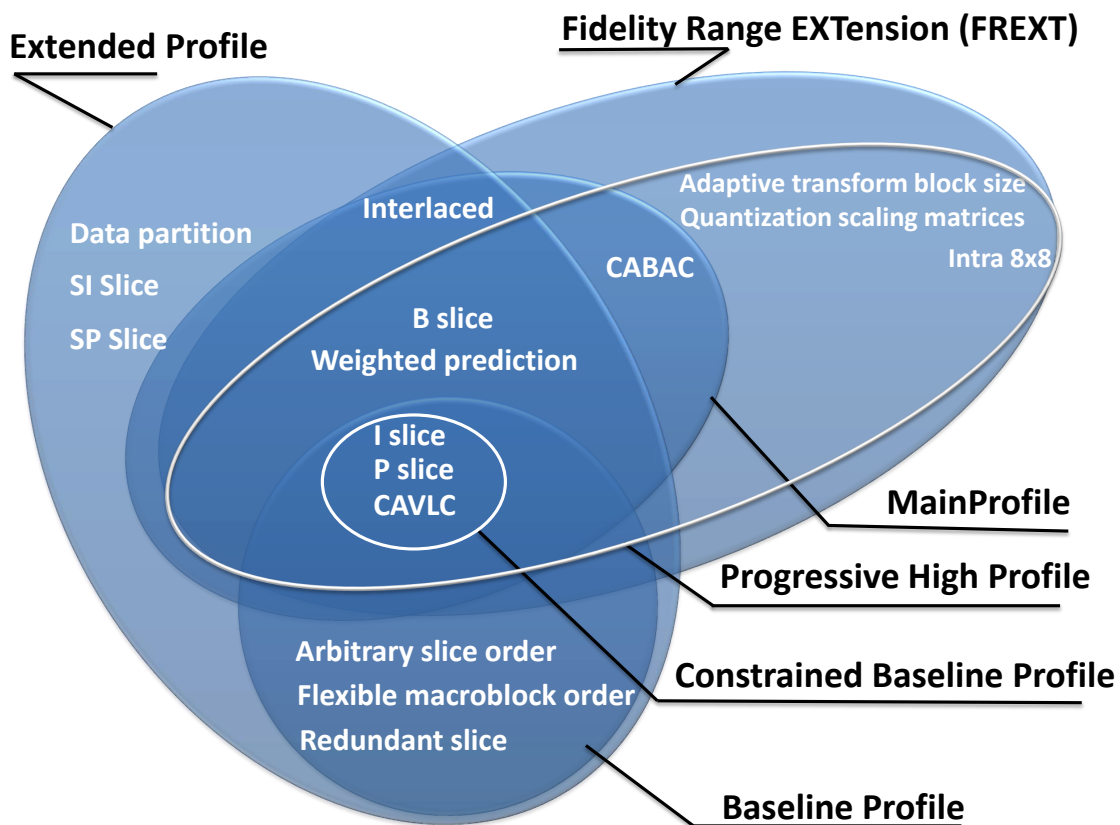 Extended Profile
Fidelity Range EXTension (FREXT)
Adaptive transform block size
Quantization scaling matrices
Intra 8x8
Interlaced
Data partition
SI Slice
SP Slice
CABAC
B slice
Weighted prediction
I slice
P slice
CAVLC
MainProfile
Progressive High Profile
Constrained Baseline Profile
Arbitrary slice order
Flexible macroblock order
Redundant slice
Baseline Profile